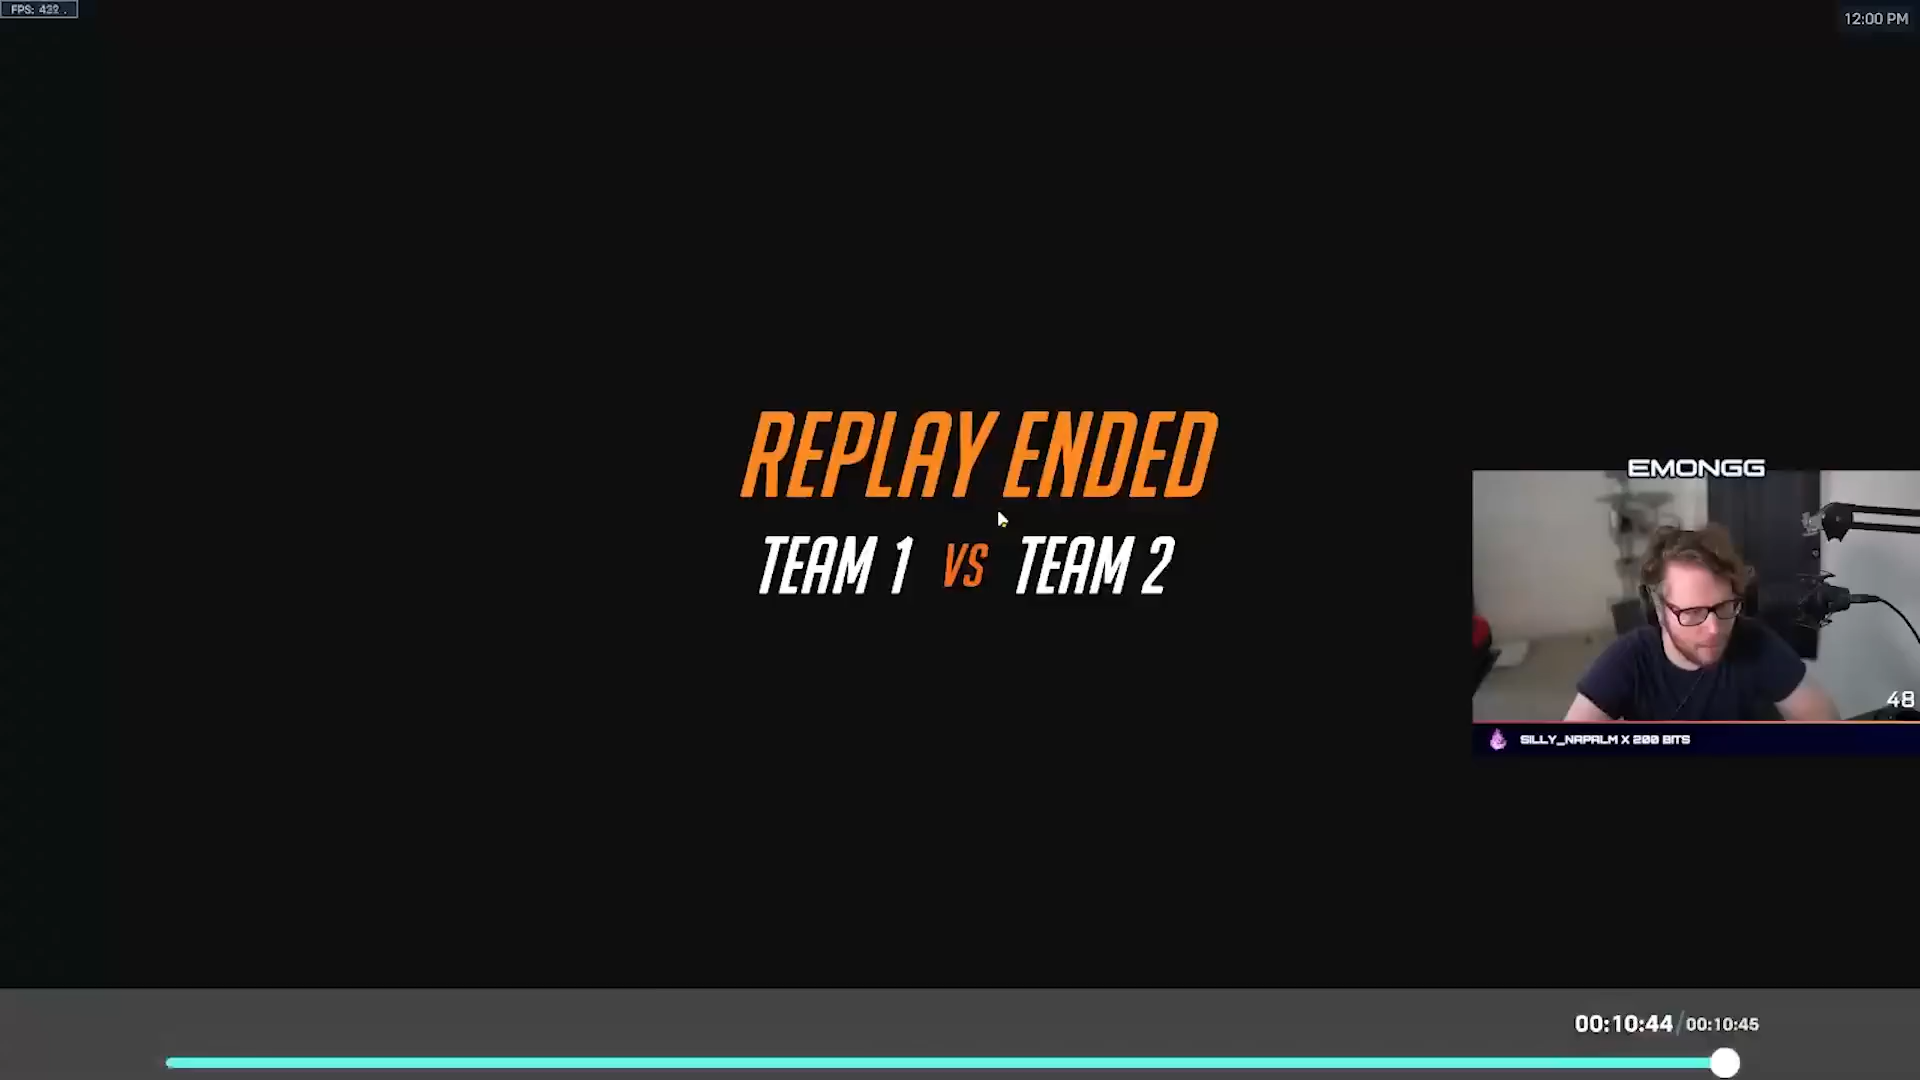 FPS: 432
12:00 PM
REPLAY ENDED
TEAM 1 VS TEAM 2
EMONGG
48
SILLY_NAPALM X 200 BITS
00:10:44/00:10:45